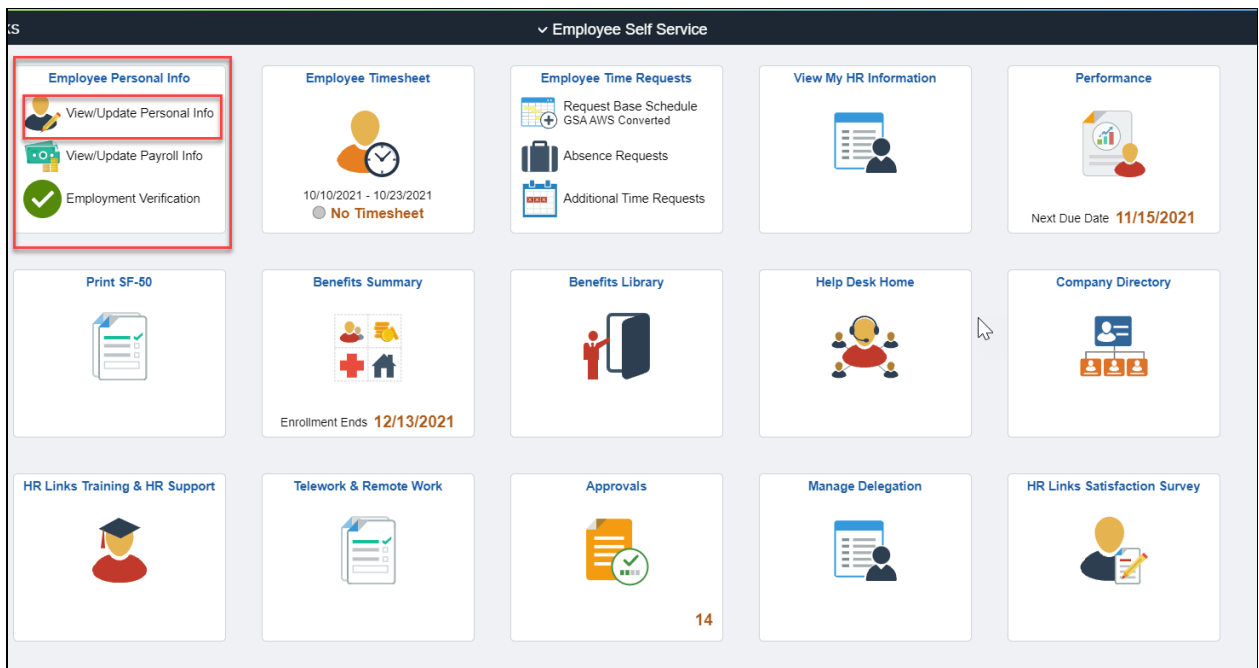 Employee Self Service
Employee Personal Info
View/Update Personal Info
View/Update Payroll Info
Employment Verification
Employee Timesheet
10/10/2021 - 10/23/2021
No Timesheet
Employee Time Requests
Request Base Schedule
GSA AWS Converted
Absence Requests
Additional Time Requests
View My HR Information
Performance
Next Due Date 11/15/2021
Print SF-50
Benefits Summary
Enrollment Ends 12/13/2021
Benefits Library
Help Desk Home
Company Directory
HR Links Training & HR Support
Telework & Remote Work
Approvals
14
Manage Delegation
HR Links Satisfaction Survey